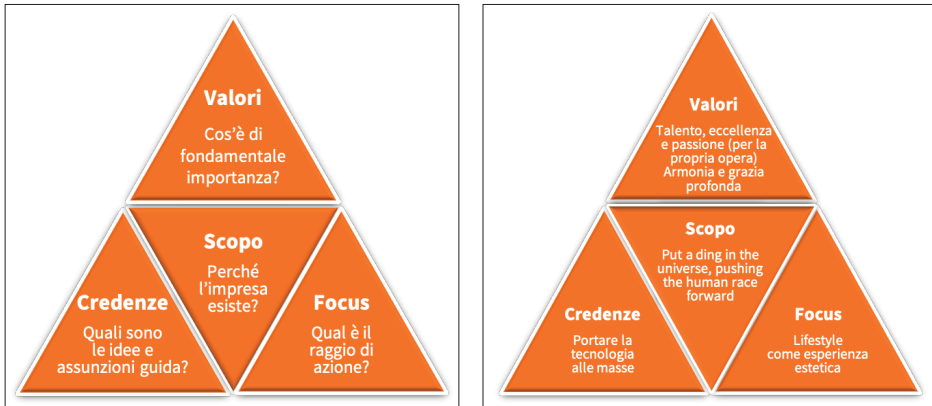 Valori
Cos'è di
fondamentale
importanza?
Scopo
Perché
l'impresa
esiste?
Credenze
Quali sono
le idee e
assunzioni guida?
Focus
Qual è il
raggio di
azione?
Valori
Talento, eccellenza
e passione (per la
propria opera)
Armonia e grazia
profonda
Scopo
Put a ding in the
universe, pushing
the human race
forward
Credenze
Portare la
tecnologia
alle masse
Focus
Lifestyle
come esperienza
estetica